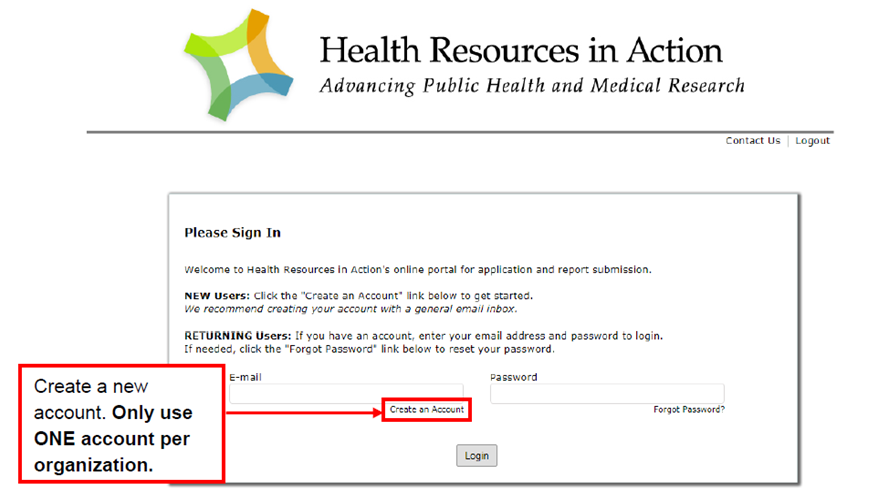 Health Resources in Action
Advancing Public Health and Medical Research
Contact Us | Logout
Please Sign In
Welcome to Health Resources in Action's online portal for application and report submission.
NEW Users: Click the "Create an Account" link below to get started.
We recommend creating your account with a general email inbox.
RETURNING Users: If you have an account, enter your email address and password to login.
If needed, click the "Forgot Password" link below to reset your password.
E-mail
Password
Create an Account
Forgot Password?
Login
Create a new
account. Only use
ONE account per
organization.